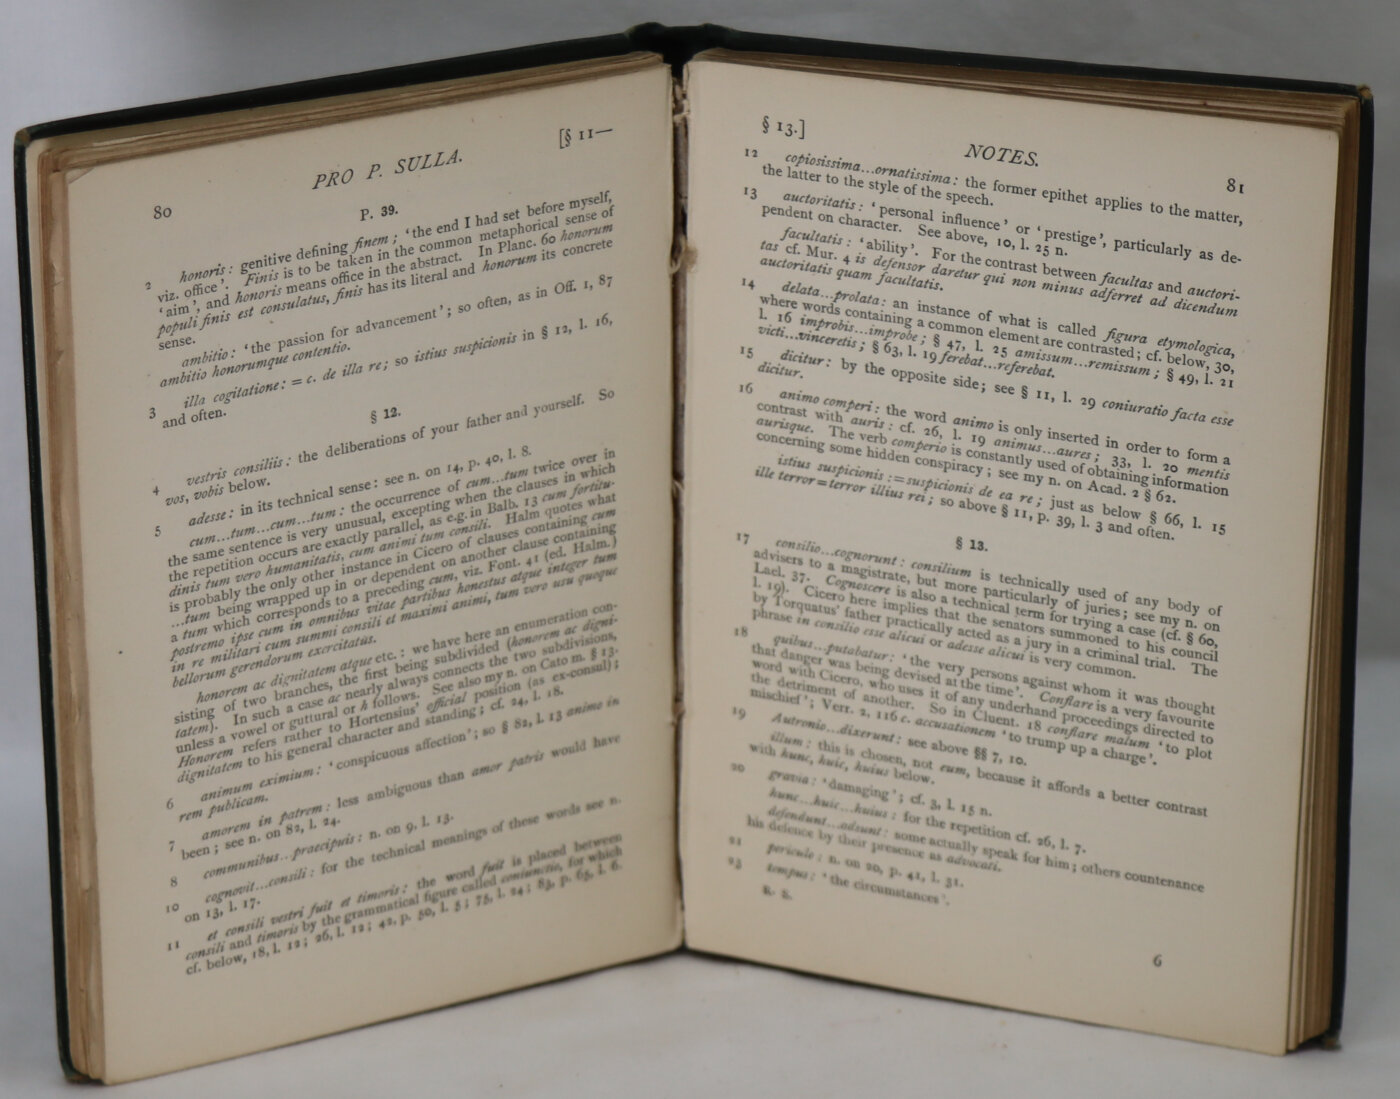 80
PRO P. SULLA.
[§ 11—
P. 39.
2 honoris: genitive defining finem; 'the end I had set before myself,
viz. office'. Finis is to be taken in the common metaphorical sense of
'aim', and honoris means office in the abstract. In Planc. 60 honorum
populi finis est consulatus, finis has its literal and honorum its concrete
sense.
ambitio: 'the passion for advancement'; so often, as in Off. 1, 87
ambitio honorumque contentio.
3 illa cogitatione: = c. de illa re; so istius suspicionis in § 12, l. 16,
and often.
§ 12.
4 vestris consiliis: the deliberations of your father and yourself. So
vos, vobis below.
5 adesse: in its technical sense: see n. on 14, p. 40, l. 8.
cum...tum...cum...tum: the occurrence of cum...tum twice over in
the same sentence is very unusual, excepting when the clauses in which
the repetition occurs are exactly parallel, as e.g. in Balb. 13 cum fortitu-
dinis tum vero humanitatis, cum animi tum consili. Halm quotes what
is probably the only other instance in Cicero of clauses containing cum
...tum being wrapped up in or dependent on another clause containing
a tum which corresponds to a preceding cum, viz. Font. 41 (ed. Halm.)
postremo ipse cum in omnibus vitae partibus honestus atque integer tum
in re militari cum summi consili et maximi animi, tum vero usu quoque
bellorum gerendorum exercitatus.
honorem ac dignitatem atque etc.: we have here an enumeration con-
sisting of two branches, the first being subdivided (honorem ac digni-
tatem). In such a case ac nearly always connects the two subdivisions,
unless a vowel or guttural or h follows. See also my n. on Cato m. § 13.
Honorem refers rather to Hortensius' official position (as ex-consul);
dignitatem to his general character and standing; cf. 24, l. 18.
6 animum eximium: 'conspicuous affection'; so § 82, l. 13 animo in
rem publicam.
7 amorem in patrem: less ambiguous than amor patris would have
been; see n. on 82, l. 24.
8 communibus...praecipuis: n. on 9, l. 13.
10 cognovit...consili: for the technical meanings of these words see n.
on 13, l. 17.
11 et consili vestri fuit et timoris: the word fuit is placed between
consili and timoris by the grammatical figure called coniunctio, for which
cf. below, 18, l. 12; 26, l. 12; 42, p. 50, l. 5; 75, l. 24; 83, p. 65, l. 6.
§ 13.]
NOTES.
81
12 copiosissima...ornatissima: the former epithet applies to the matter,
the latter to the style of the speech.
13 auctoritatis: 'personal influence' or 'prestige', particularly as de-
pendent on character. See above, 10, l. 25 n.
facultatis: 'ability'. For the contrast between facultas and auctori-
tas cf. Mur. 4 is defensor daretur qui non minus adferret ad dicendum
auctoritatis quam facultatis.
14 delata...prolata: an instance of what is called figura etymologica,
where words containing a common element are contrasted; cf. below, 30,
l. 16 improbis...improbe; § 47, l. 25 amissum...remissum; § 49, l. 21
victi...vinceretis; § 63, l. 19 ferebat...referebat.
15 dicitur: by the opposite side; see § 11, l. 29 coniuratio facta esse
dicitur.
16 animo comperi: the word animo is only inserted in order to form a
contrast with auris: cf. 26, l. 19 animus...aures; 33, l. 20 mentis
aurisque. The verb comperio is constantly used of obtaining information
concerning some hidden conspiracy; see my n. on Acad. 2 § 62.
istius suspicionis:=suspicionis de ea re; just as below § 66, l. 15
ille terror=terror illius rei; so above § 11, p. 39, l. 3 and often.
§ 13.
17 consilio...cognorunt: consilium is technically used of any body of
advisers to a magistrate, but more particularly of juries; see my n. on
Lael. 37. Cognoscere is also a technical term for trying a case (cf. § 60,
l. 19). Cicero here implies that the senators summoned to his council
by Torquatus' father practically acted as a jury in a criminal trial. The
phrase in consilio esse alicui or adesse alicui is very common.
18 quibus...putabatur: 'the very persons against whom it was thought
that danger was being devised at the time'. Conflare is a very favourite
word with Cicero, who uses it of any underhand proceedings directed to
the detriment of another. So in Cluent. 18 conflare malum 'to plot
mischief'; Verr. 2, 116 c. accusationem 'to trump up a charge'.
19 Autronio...dixerunt: see above §§ 7, 10.
illum: this is chosen, not eum, because it affords a better contrast
with hunc, huic, huius below.
20 gravia: 'damaging'; cf. 3, l. 15 n.
hunc...huic...huius: for the repetition cf. 26, l. 7.
defendunt...adsunt: some actually speak for him; others countenance
his defence by their presence as advocati.
21 periculo: n. on 20, p. 41, l. 31.
23 tempus: 'the circumstances'.
R. S.
6